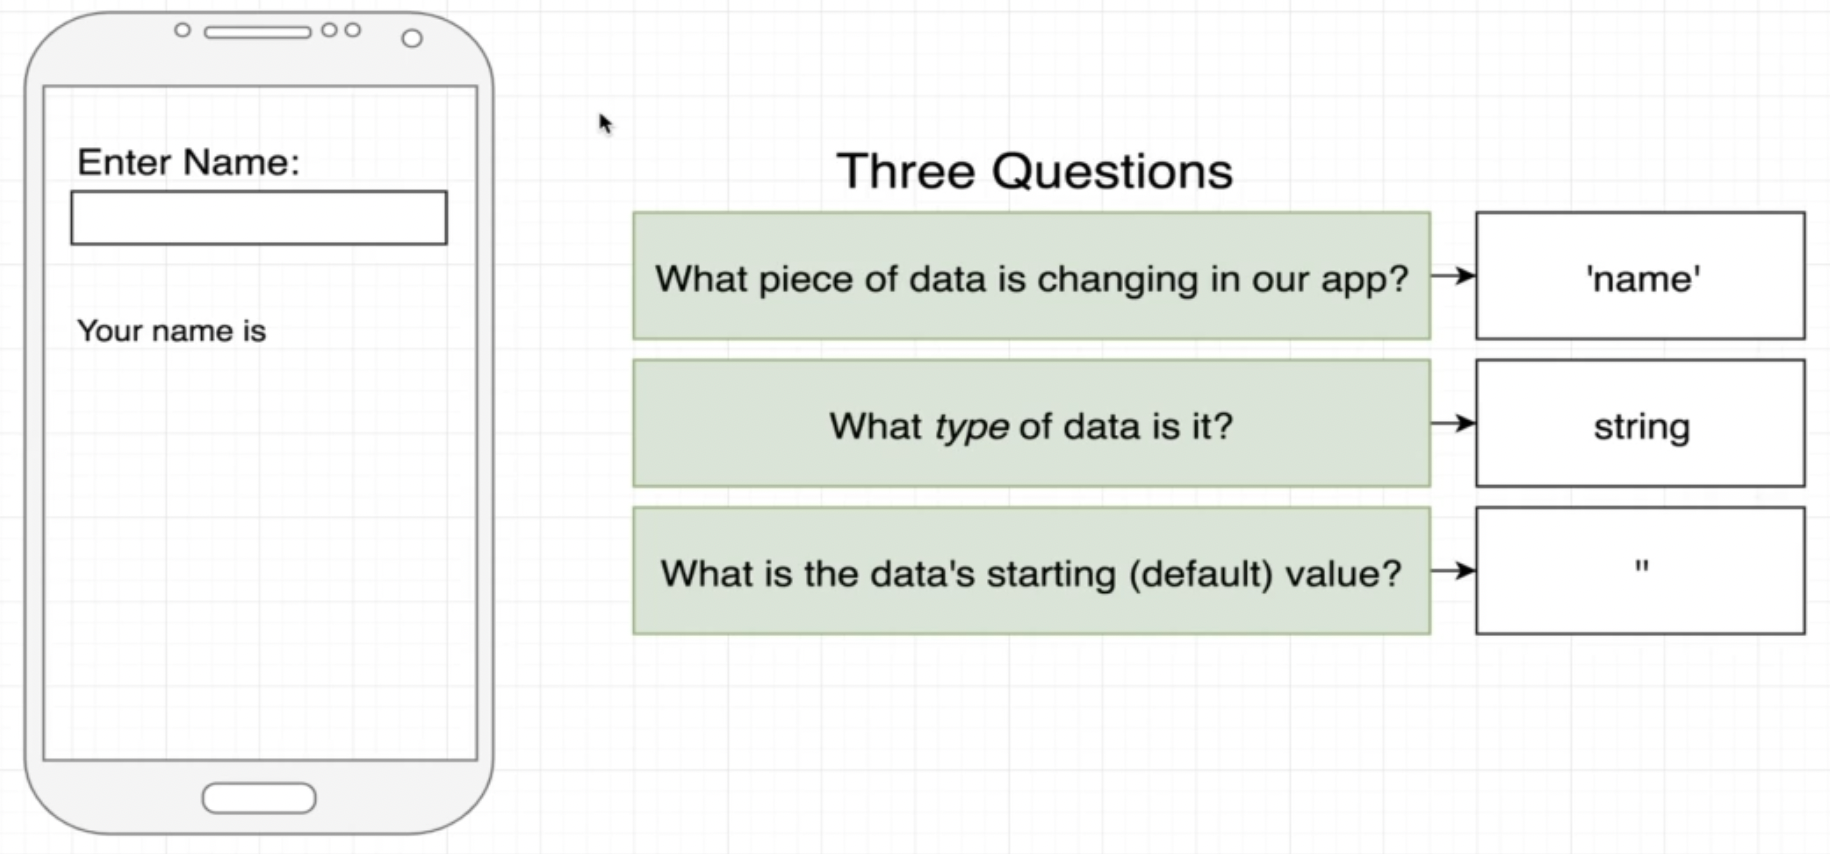 Enter Name:
Your name is
Three Questions
What piece of data is changing in our app?
'name'
What type of data is it?
string
What is the data's starting (default) value?
''